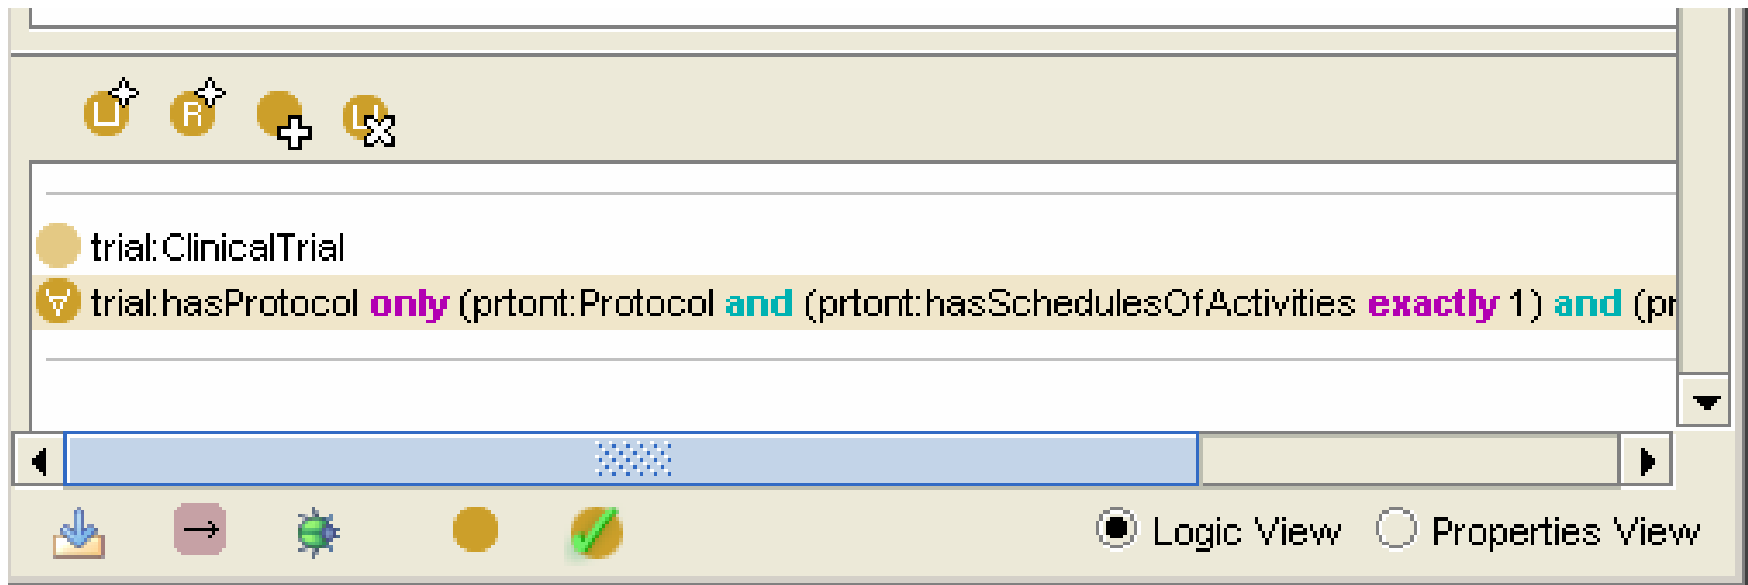 trial:ClinicalTrial
trial:hasProtocol only (prtont:Protocol and (prtont:hasSchedulesOfActivities exactly 1) and (pr
Logic View Properties View